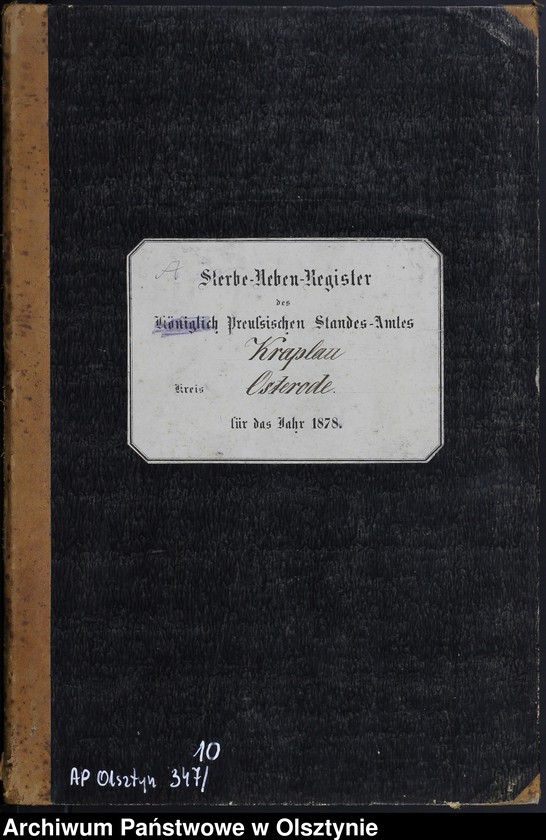 A
Sterbe-Neben-Register
des
Königlich Preußsischen Standes-Amtes
Kraplau
Kreis Osterode.
für das Jahr 1878.
10
AP Olsztyn 347/
Archiwum Państwowe w Olsztynie